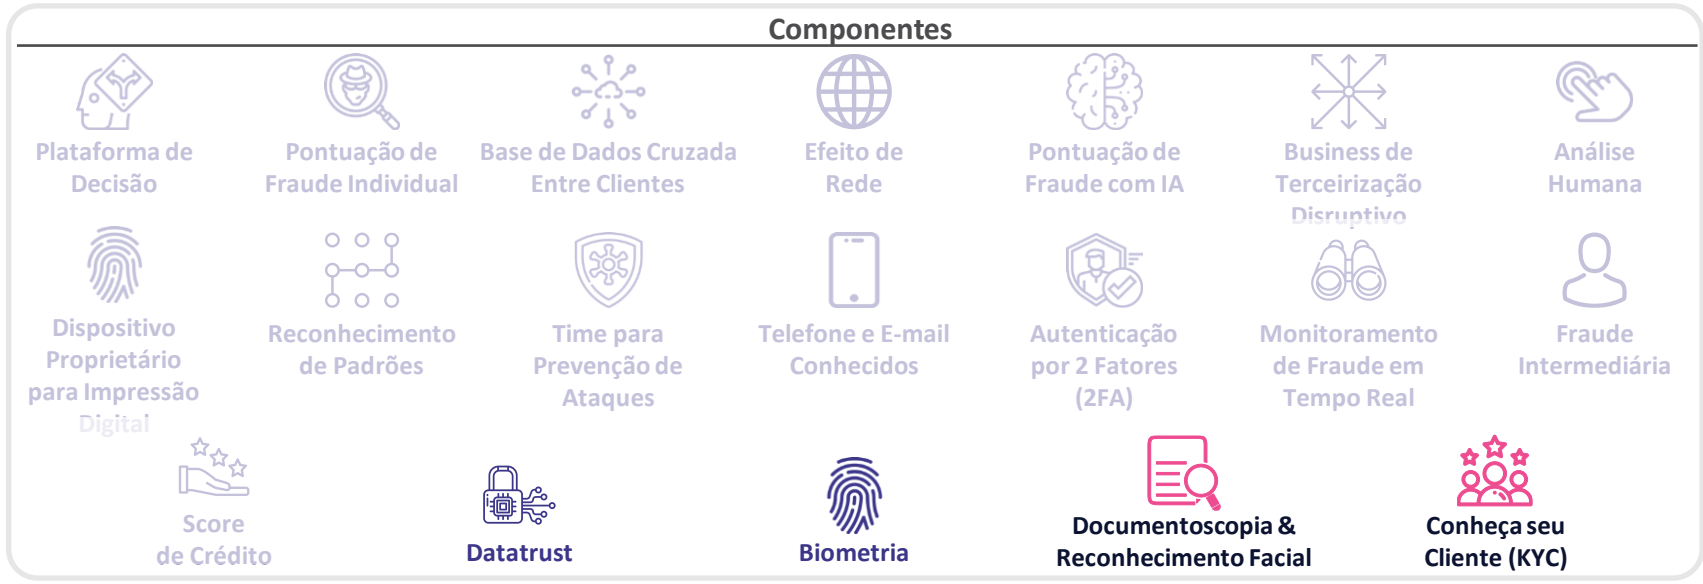 Componentes
Plataforma de
Decisão
Pontuação de
Fraude Individual
Base de Dados Cruzada
Entre Clientes
Efeito de
Rede
Pontuação de
Fraude com IA
Business de
Terceirização
Disruptivo
Análise
Humana
Dispositivo
Proprietário
para Impressão
Digital
Reconhecimento
de Padrões
Time para
Prevenção de
Ataques
Telefone e E-mail
Conhecidos
Autenticação
por 2 Fatores
(2FA)
Monitoramento
de Fraude em
Tempo Real
Fraude
Intermediária
Score
de Crédito
Datatrust
Biometria
Documentoscopia &
Reconhecimento Facial
Conheça seu
Cliente (KYC)